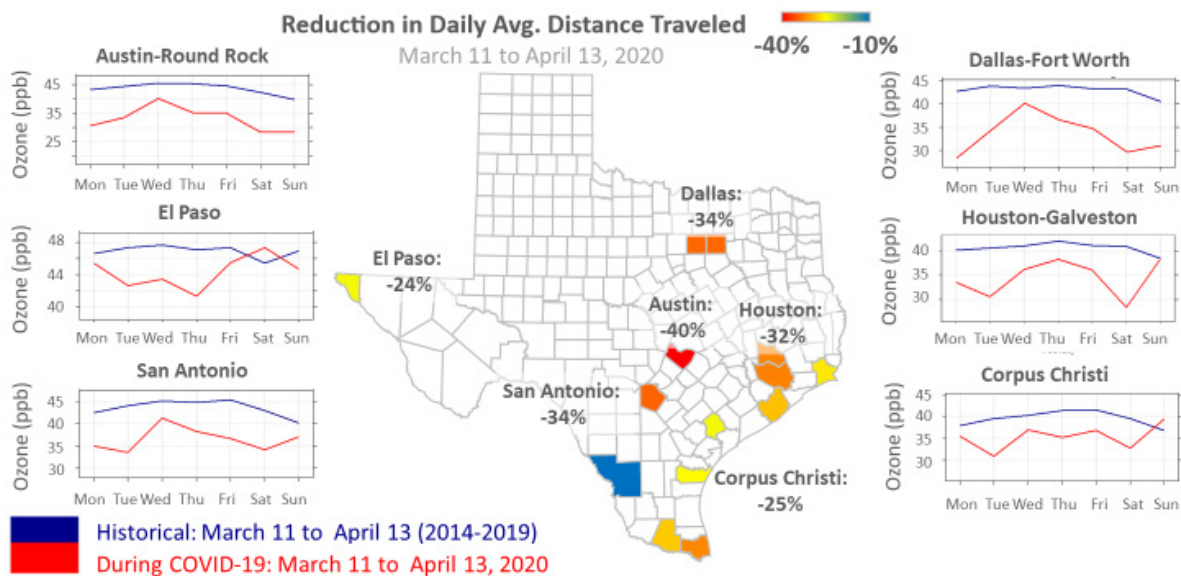 Reduction in Daily Avg. Distance Traveled
March 11 to April 13, 2020
-40% -10%
Austin-Round Rock
Ozone (ppb)
45
35
25
Mon Tue Wed Thu Fri Sat Sun
El Paso
Ozone (ppb)
48
44
40
Mon Tue Wed Thu Fri Sat Sun
San Antonio
Ozone (ppb)
45
40
35
30
Mon Tue Wed Thu Fri Sat Sun
Dallas:
-34%
El Paso:
-24%
Austin:
-40%
Houston:
-32%
San Antonio:
-34%
Corpus Christi:
-25%
Dallas-Fort Worth
Ozone (ppb)
45
40
35
30
Mon Tue Wed Thu Fri Sat Sun
Houston-Galveston
Ozone (ppb)
40
35
30
Mon Tue Wed Thu Fri Sat Sun
Corpus Christi
Ozone (ppb)
45
40
35
30
Mon Tue Wed Thu Fri Sat Sun
Historical: March 11 to April 13 (2014-2019)
During COVID-19: March 11 to April 13, 2020